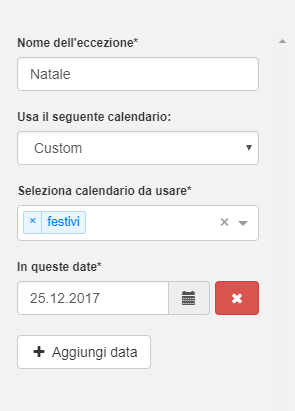 Nome dell'eccezione*
Natale
Usa il seguente calendario:
Custom
Seleziona calendario da usare*
× festivi ×
In queste date*
25.12.2017
Aggiungi data